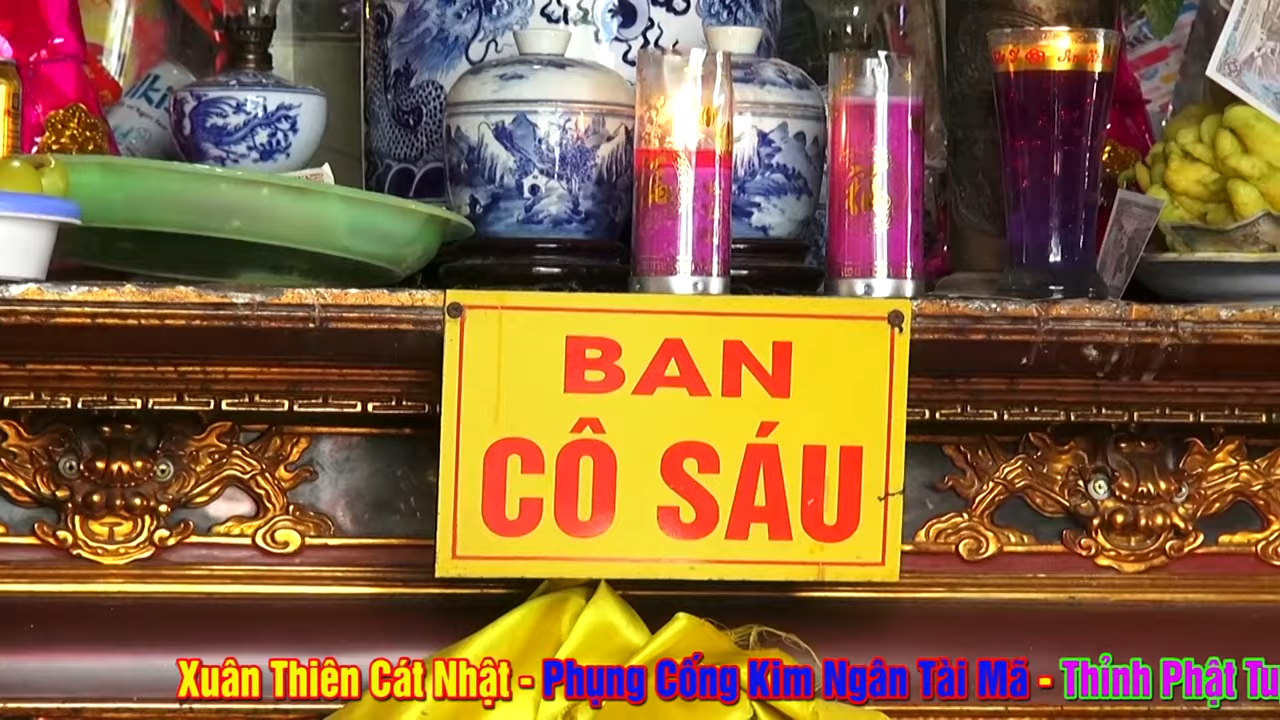 BAN
CÔ SÁU
Xuân Thiên Cát Nhật - Phụng Cống Kim Ngân Tài Mã - Thỉnh Phật Tu